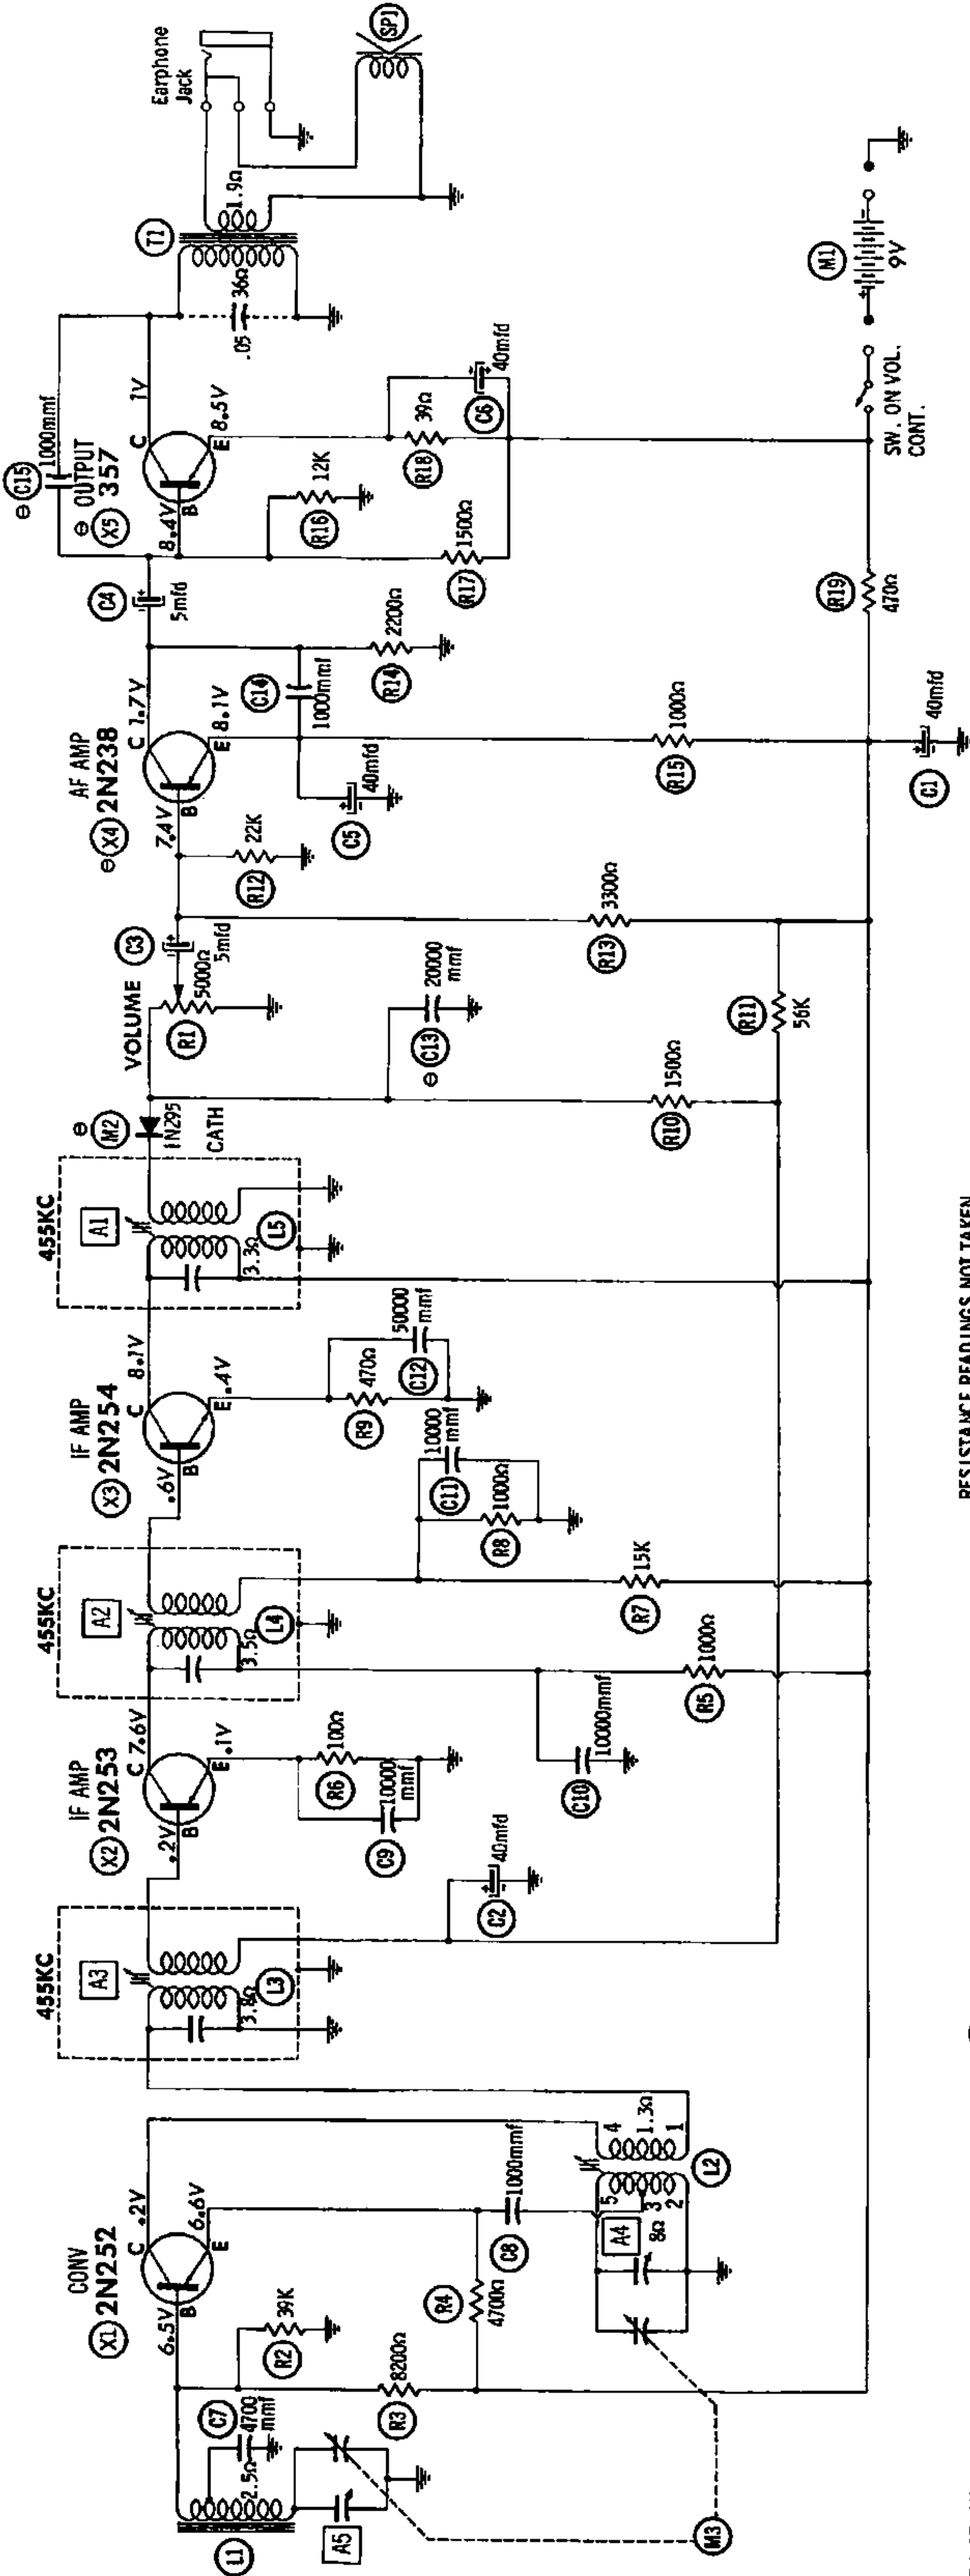 CONV
X1 2N252
6.5V
B
C
.2V
E
6.6V
L1
2.5Ω
C7
4700
mmf
A5
M3
R2
39K
R3
8200Ω
R4
4700Ω
C8
1000mmf
A4
8Ω
5
3
2
4
1.3Ω
1
L2
455KC
A3
3.8Ω
L3
C2
40mfd
IF AMP
X2 2N253
.2V
B
C
7.6V
E
.1V
R6
100Ω
C9
10000
mmf
455KC
A2
3.5Ω
L4
C10
10000mmf
R5
1000Ω
R7
15K
R8
1000Ω
C11
10000
mmf
IF AMP
X3 2N254
.6V
B
C
8.1V
E
.4V
R9
470Ω
C12
50000
mmf
455KC
A1
3.3Ω
L5
M2
1N295
CATH
VOLUME
R1
5000Ω
C3
5mfd
C13
20000
mmf
R10
1500Ω
R11
56K
R13
3300Ω
AF AMP
X4 2N238
7.4V
B
C
1.7V
E
8.1V
R12
22K
C5
40mfd
C14
1000mmf
R14
2200Ω
R15
1000Ω
C1
40mfd
R19
470Ω
C4
5mfd
C15
1000mmf
OUTPUT
X5 357
8.4V
B
C
1V
E
8.5V
R16
12K
R17
1500Ω
R18
39Ω
C6
40mfd
T1
.05
36Ω
1.9Ω
Earphone
Jack
SP1
SW. ON VOL.
CONT.
M1
9V
RESISTANCE READINGS NOT TAKEN